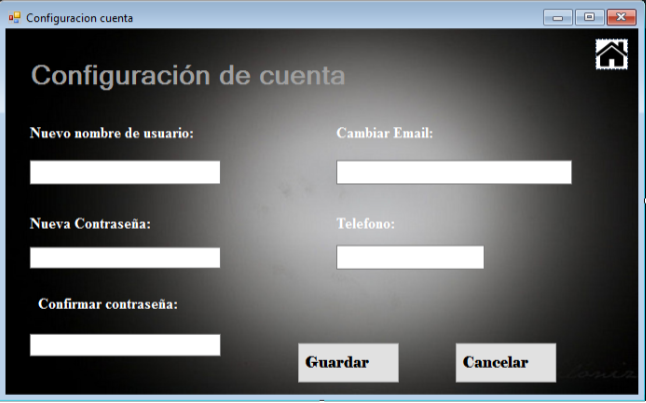 Configuracion cuenta
Configuración de cuenta
Nuevo nombre de usuario:
Cambiar Email:
Nueva Contraseña:
Telefono:
Confirmar contraseña:
Guardar
Cancelar